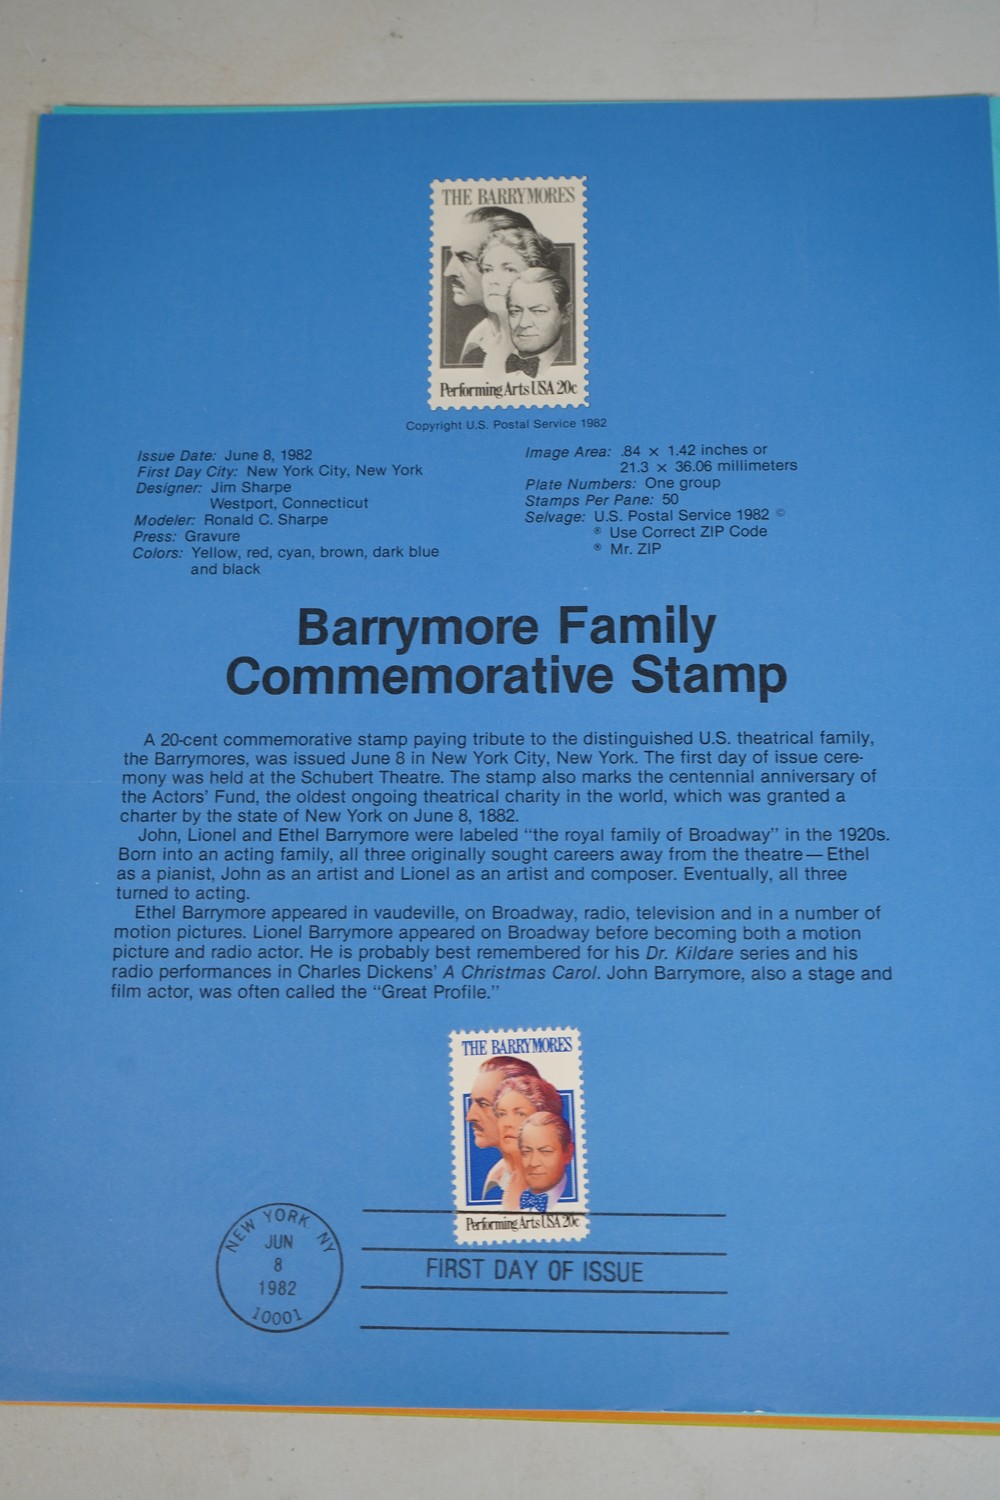 THE BARRYMORES
Performing Arts USA 20c
Copyright U.S. Postal Service 1982
Issue Date: June 8, 1982
First Day City: New York City, New York
Designer: Jim Sharpe
Westport, Connecticut
Modeler: Ronald C. Sharpe
Press: Gravure
Colors: Yellow, red, cyan, brown, dark blue
and black
Image Area: .84 × 1.42 inches or
21.3 × 36.06 millimeters
Plate Numbers: One group
Stamps Per Pane: 50
Selvage: U.S. Postal Service 1982 ©
® Use Correct ZIP Code
® Mr. ZIP
Barrymore Family
Commemorative Stamp
A 20-cent commemorative stamp paying tribute to the distinguished U.S. theatrical family,
the Barrymores, was issued June 8 in New York City, New York. The first day of issue cere-
mony was held at the Schubert Theatre. The stamp also marks the centennial anniversary of
the Actors' Fund, the oldest ongoing theatrical charity in the world, which was granted a
charter by the state of New York on June 8, 1882.
John, Lionel and Ethel Barrymore were labeled "the royal family of Broadway" in the 1920s.
Born into an acting family, all three originally sought careers away from the theatre — Ethel
as a pianist, John as an artist and Lionel as an artist and composer. Eventually, all three
turned to acting.
Ethel Barrymore appeared in vaudeville, on Broadway, radio, television and in a number of
motion pictures. Lionel Barrymore appeared on Broadway before becoming both a motion
picture and radio actor. He is probably best remembered for his Dr. Kildare series and his
radio performances in Charles Dickens' A Christmas Carol. John Barrymore, also a stage and
film actor, was often called the "Great Profile."
THE BARRYMORES
Performing Arts USA 20c
NEW YORK, NY
JUN
8
1982
10001
FIRST DAY OF ISSUE